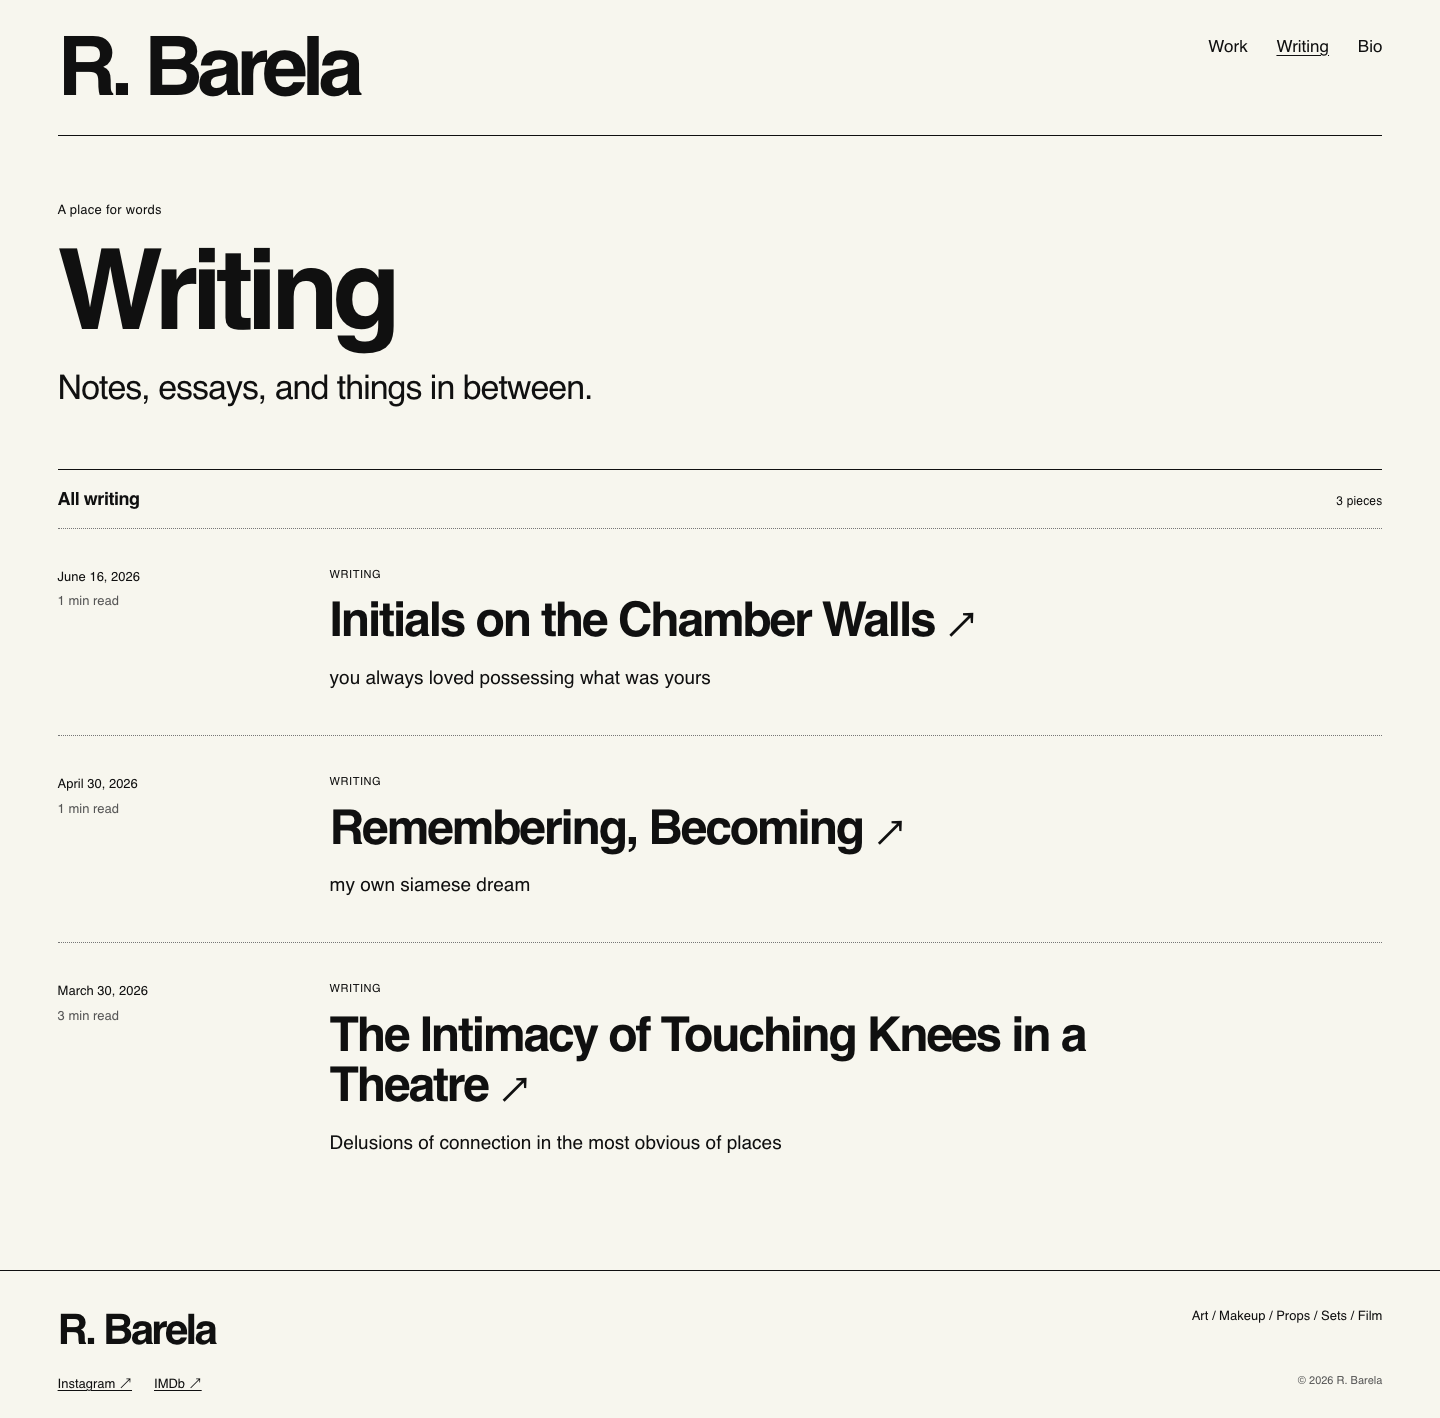 R. Barela
Work Writing Bio
A place for words
Writing
Notes, essays, and things in between.
All writing
3 pieces
June 16, 2026
1 min read
WRITING
Initials on the Chamber Walls ↗
you always loved possessing what was yours
April 30, 2026
1 min read
WRITING
Remembering, Becoming ↗
my own siamese dream
March 30, 2026
3 min read
WRITING
The Intimacy of Touching Knees in a
Theatre ↗
Delusions of connection in the most obvious of places
R. Barela
Art / Makeup / Props / Sets / Film
Instagram ↗ IMDb ↗
© 2026 R. Barela